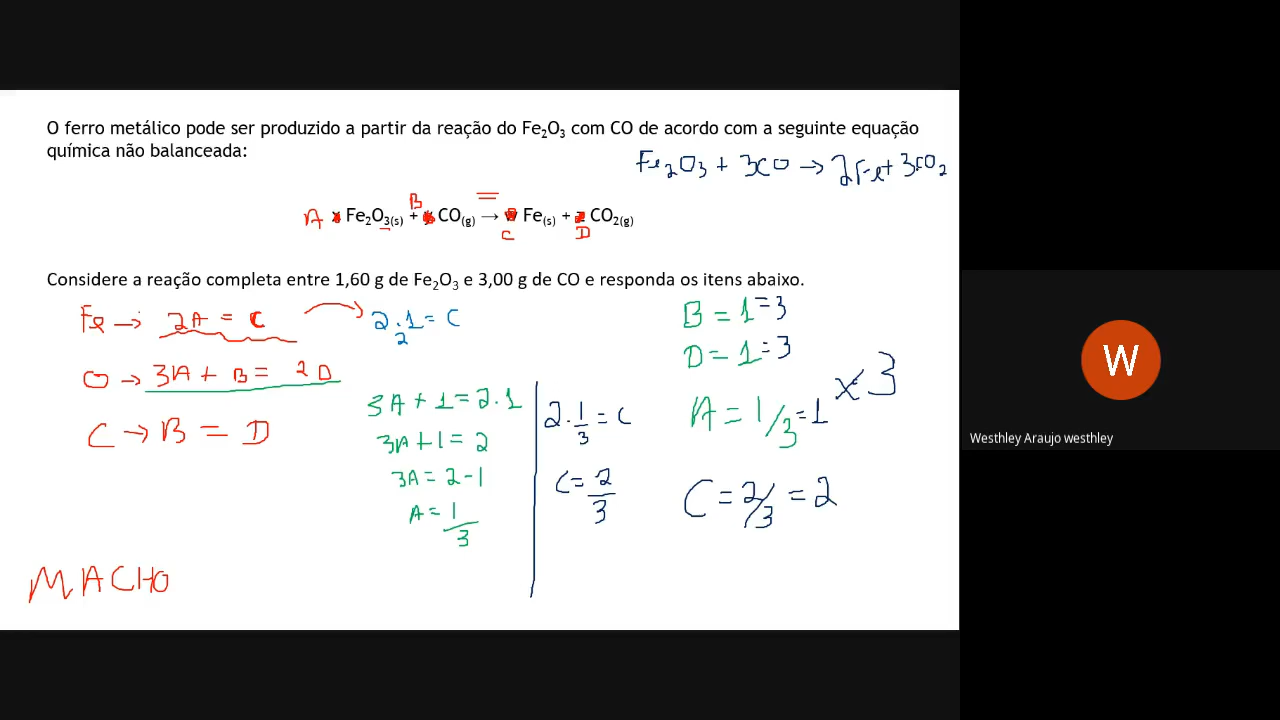 O ferro metálico pode ser produzido a partir da reação do Fe₂O₃ com CO de acordo com a seguinte equação
química não balanceada:
Fe₂O₃ + 3CO → 2Fe + 3CO₂
A Fe₂O₃(s) + B CO(g) → Fe(s) + CO₂(g)
C D
Considere a reação completa entre 1,60 g de Fe₂O₃ e 3,00 g de CO e responda os itens abaixo.
Fe → 2A = C
O → 3A + B = 2D
C → B = D
2.1 = C
2
3A + 1 = 2.1
3A + 1 = 2
3A = 2 - 1
A = 1/3
2.1/3 = C
C = 2/3
B = 1 = 3
D = 1 = 3
A = 1/3 = 1
x3
C = 2/3 = 2
MACHO
W
Westhley Araujo westhley